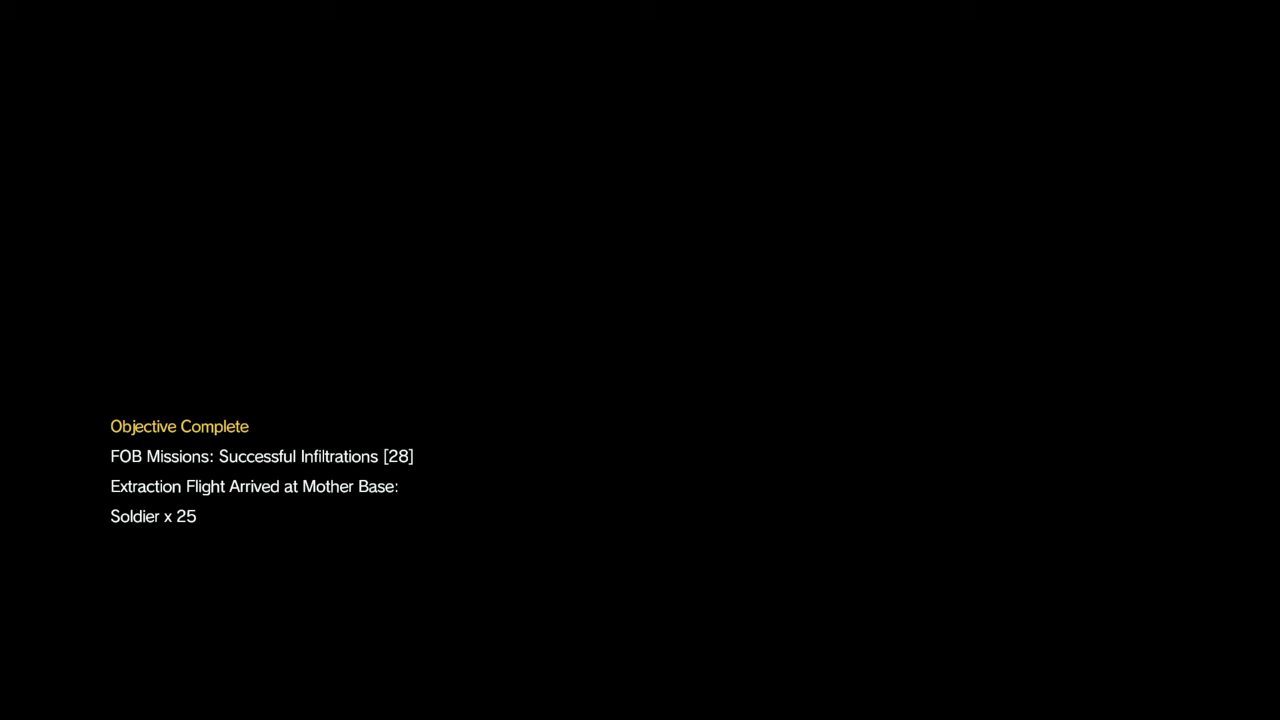 Objective Complete
FOB Missions: Successful Infiltrations [28]
Extraction Flight Arrived at Mother Base:
Soldier x 25